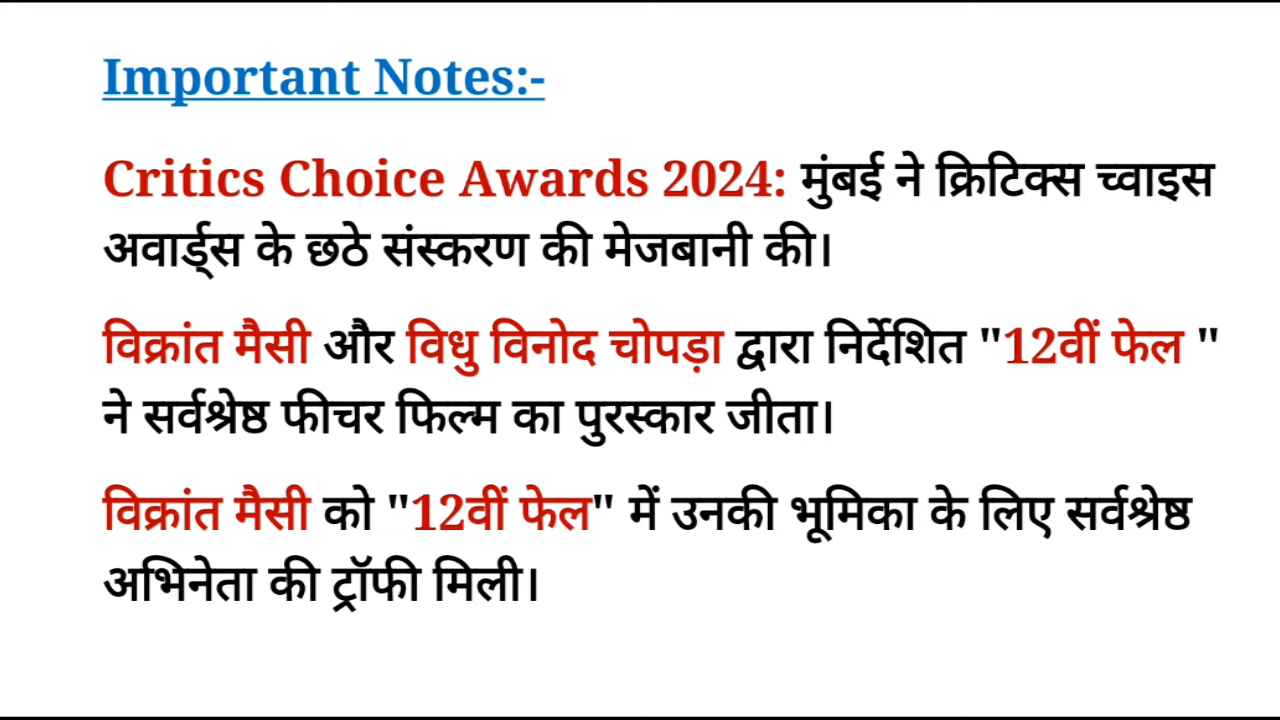 Important Notes:-
Critics Choice Awards 2024: मुंबई ने क्रिटिक्स च्वाइस
अवार्ड्स के छठे संस्करण की मेजबानी की।
विक्रांत मैसी और विधु विनोद चोपड़ा द्वारा निर्देशित "12वीं फेल "
ने सर्वश्रेष्ठ फीचर फिल्म का पुरस्कार जीता।
विक्रांत मैसी को "12वीं फेल" में उनकी भूमिका के लिए सर्वश्रेष्ठ
अभिनेता की ट्रॉफी मिली।